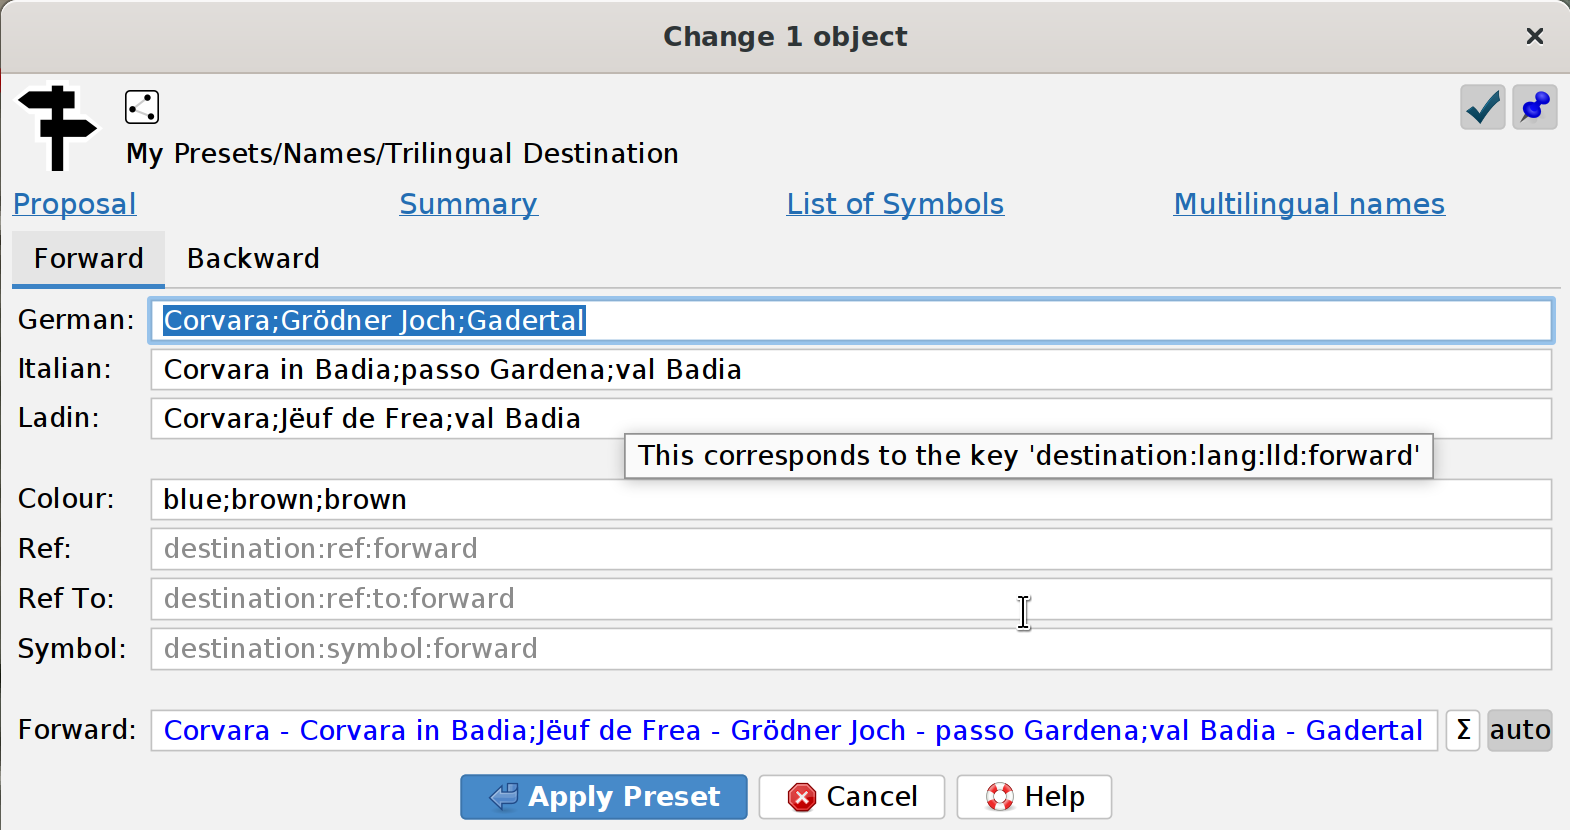 Change 1 object
My Presets/Names/Trilingual Destination
Proposal Summary List of Symbols Multilingual names
Forward Backward
German: Corvara;Grödner Joch;Gadertal
Italian: Corvara in Badia;passo Gardena;val Badia
Ladin: Corvara;Jëuf de Frea;val Badia
This corresponds to the key 'destination:lang:lld:forward'
Colour: blue;brown;brown
Ref: destination:ref:forward
Ref To: destination:ref:to:forward
Symbol: destination:symbol:forward
Forward: Corvara - Corvara in Badia;Jëuf de Frea - Grödner Joch - passo Gardena;val Badia - Gadertal Σ auto
Apply Preset Cancel Help